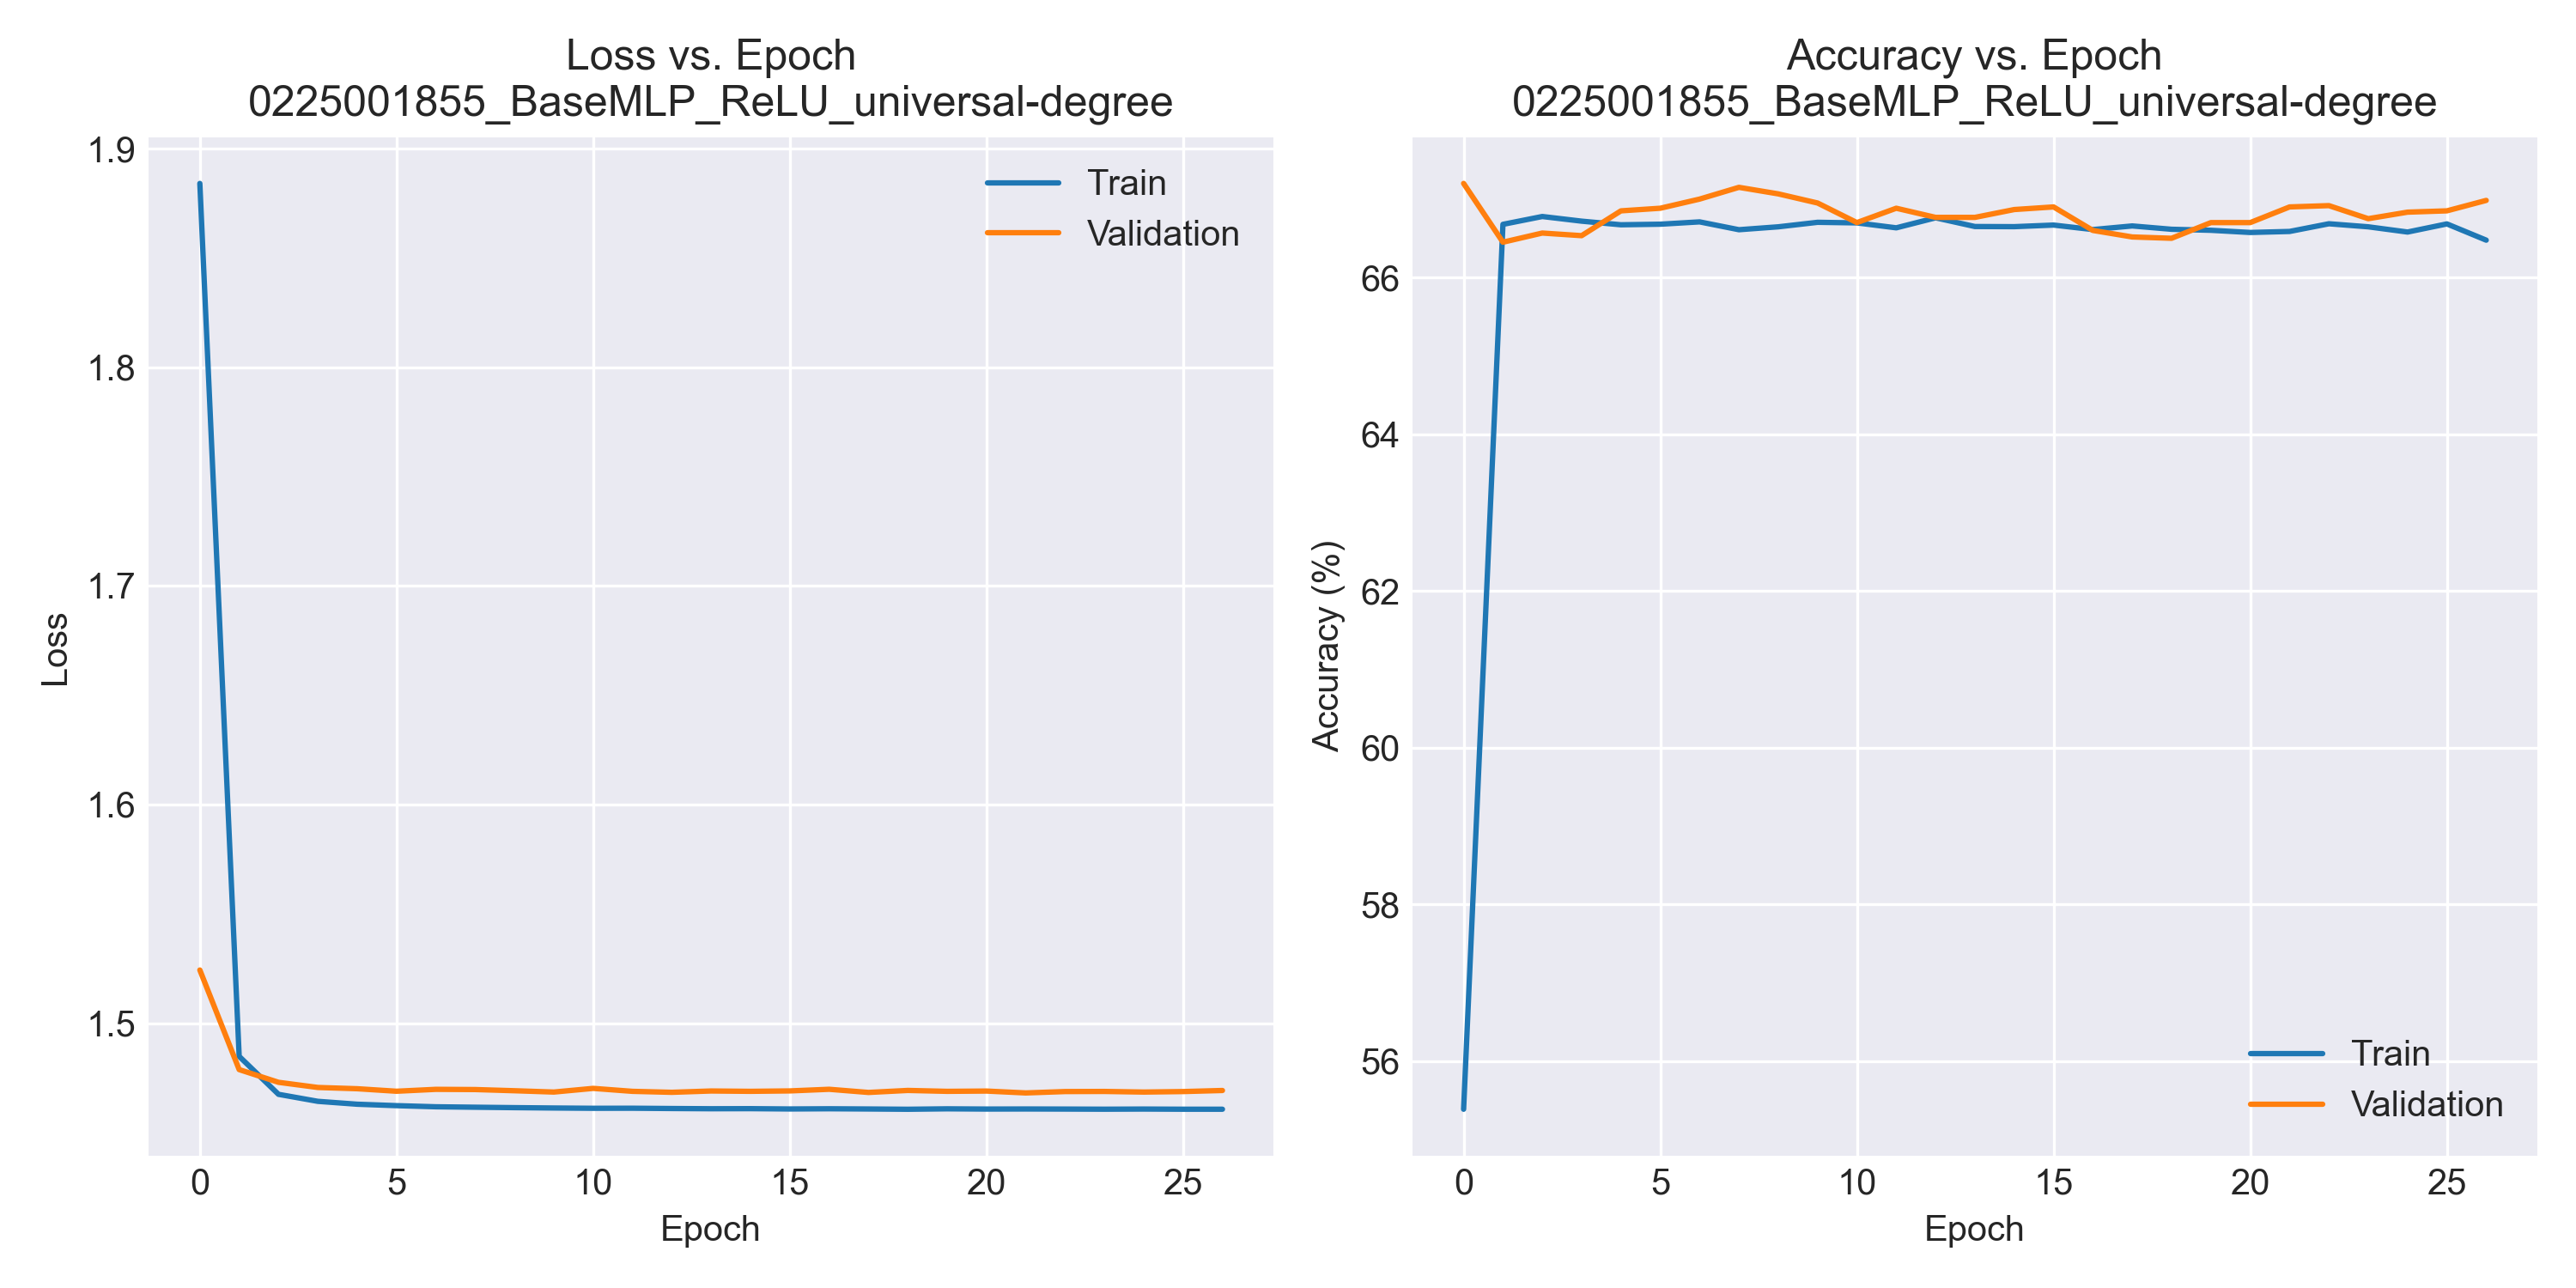 Loss vs. Epoch
0225001855_BaseMLP_ReLU_universal-degree
1.9
1.8
1.7
1.6
1.5
Loss
0
5
10
15
20
25
Epoch
Train
Validation
Accuracy vs. Epoch
0225001855_BaseMLP_ReLU_universal-degree
66
64
62
60
58
56
Accuracy (%)
0
5
10
15
20
25
Epoch
Train
Validation